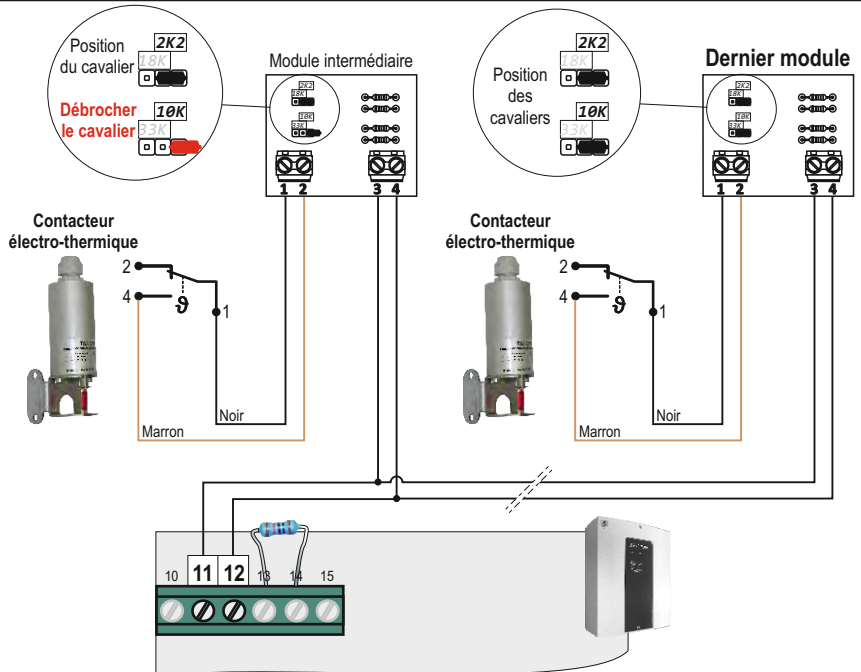 Position
du cavalier
2K2
18K
Débrocher
le cavalier
10K
33K
Module intermédiaire
2K2
18K
10K
33K
1 2 3 4
Position
des
cavaliers
2K2
18K
10K
33K
Dernier module
2K2
18K
10K
33K
1 2 3 4
Contacteur
électro-thermique
2
4
ϑ
1
Noir
Marron
Contacteur
électro-thermique
2
4
ϑ
1
Noir
Marron
10 11 12 13 14 15